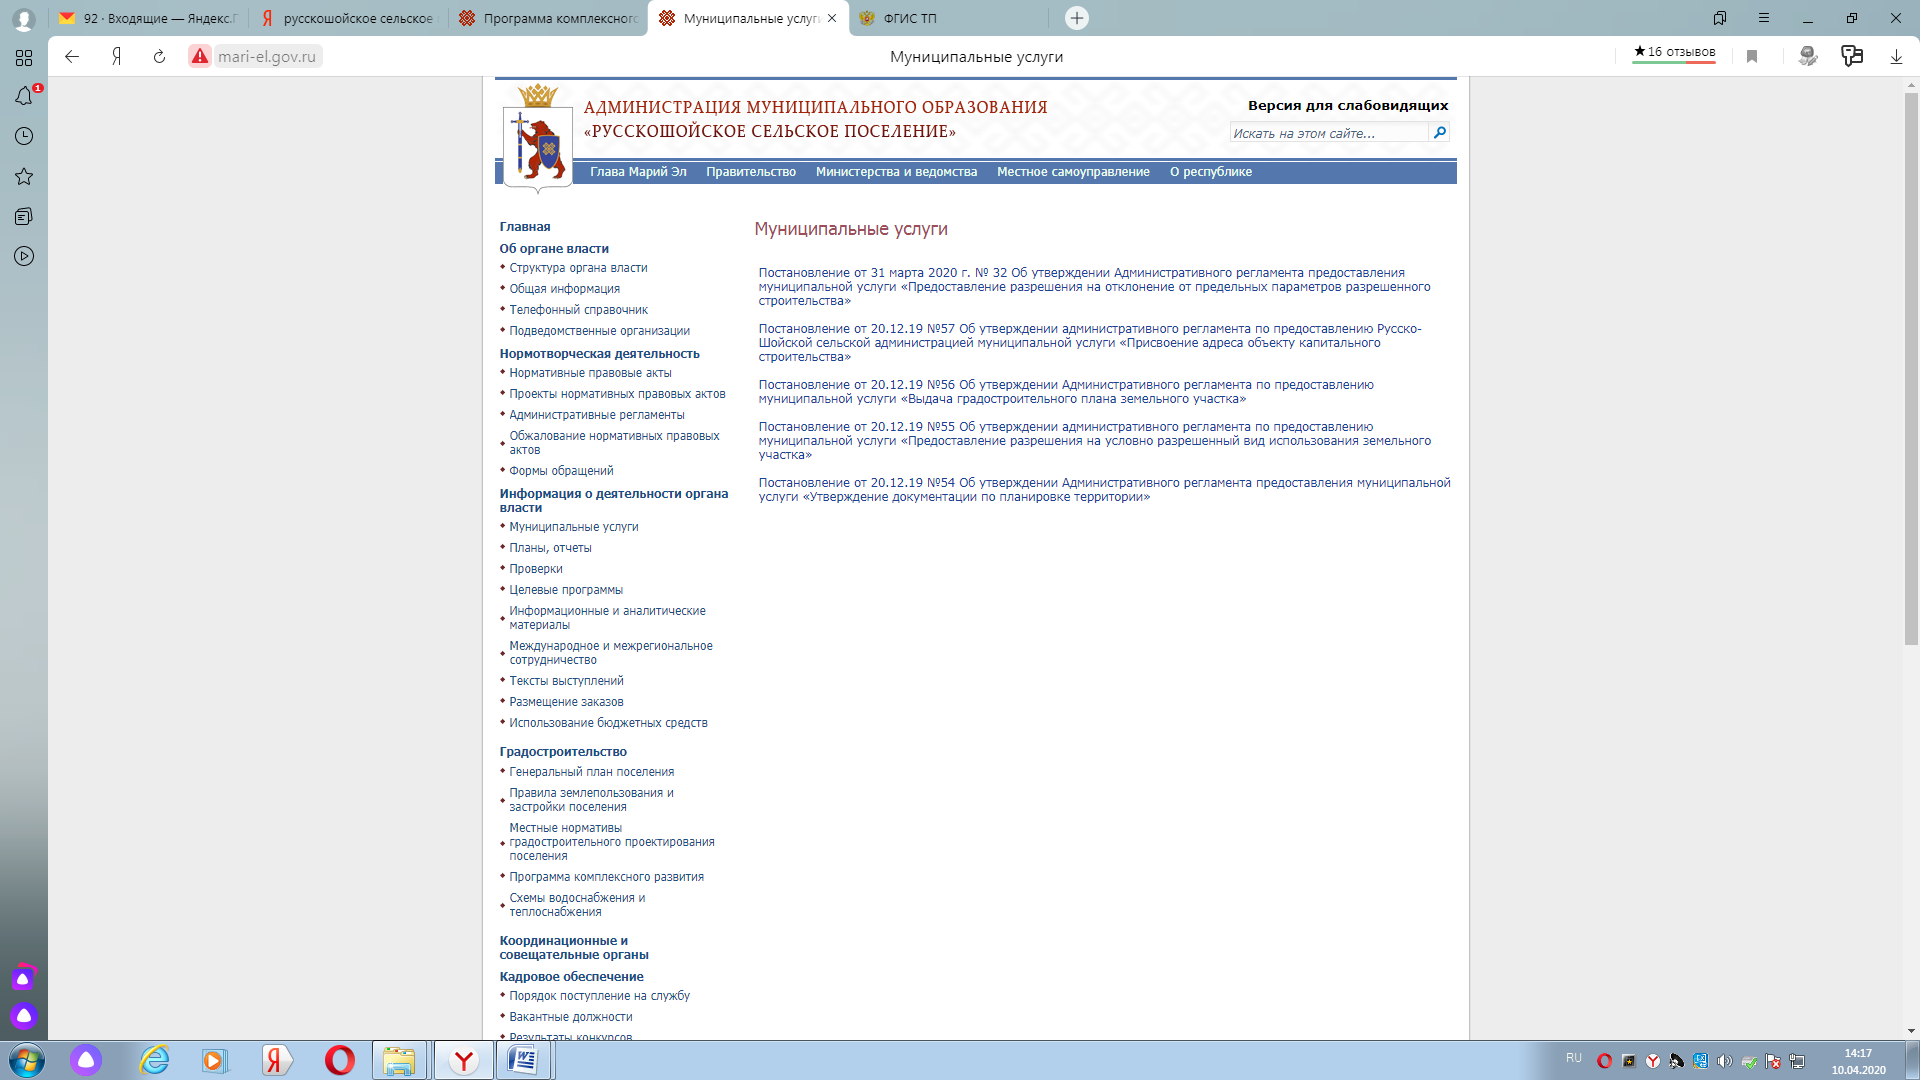 92 · Входящие — Яндекс.П
русскошойское сельское
Программа комплексного
Муниципальные услуги
ФГИС ТП
mari-el.gov.ru
Муниципальные услуги
★16 отзывов
1
АДМИНИСТРАЦИЯ МУНИЦИПАЛЬНОГО ОБРАЗОВАНИЯ
«РУССКОШОЙСКОЕ СЕЛЬСКОЕ ПОСЕЛЕНИЕ»
Версия для слабовидящих
Искать на этом сайте...
Глава Марий Эл Правительство Министерства и ведомства Местное самоуправление О республике
Главная
Об органе власти
Структура органа власти
Общая информация
Телефонный справочник
Подведомственные организации
Нормотворческая деятельность
Нормативные правовые акты
Проекты нормативных правовых актов
Административные регламенты
Обжалование нормативных правовых
актов
Формы обращений
Информация о деятельности органа
власти
Муниципальные услуги
Планы, отчеты
Проверки
Целевые программы
Информационные и аналитические
материалы
Международное и межрегиональное
сотрудничество
Тексты выступлений
Размещение заказов
Использование бюджетных средств
Градостроительство
Генеральный план поселения
Правила землепользования и
застройки поселения
Местные нормативы
градостроительного проектирования
поселения
Программа комплексного развития
Схемы водоснабжения и
теплоснабжения
Координационные и
совещательные органы
Кадровое обеспечение
Порядок поступление на службу
Вакантные должности
Результаты конкурсов
Муниципальные услуги
Постановление от 31 марта 2020 г. № 32 Об утверждении Административного регламента предоставления
муниципальной услуги «Предоставление разрешения на отклонение от предельных параметров разрешенного
строительства»
Постановление от 20.12.19 №57 Об утверждении административного регламента по предоставлению Русско-
Шойской сельской администрацией муниципальной услуги «Присвоение адреса объекту капитального
строительства»
Постановление от 20.12.19 №56 Об утверждении Административного регламента по предоставлению
муниципальной услуги «Выдача градостроительного плана земельного участка»
Постановление от 20.12.19 №55 Об утверждении административного регламента по предоставлению
муниципальной услуги «Предоставление разрешения на условно разрешенный вид использования земельного
участка»
Постановление от 20.12.19 №54 Об утверждении Административного регламента предоставления муниципальной
услуги «Утверждение документации по планировке территории»
RU
14:17
10.04.2020